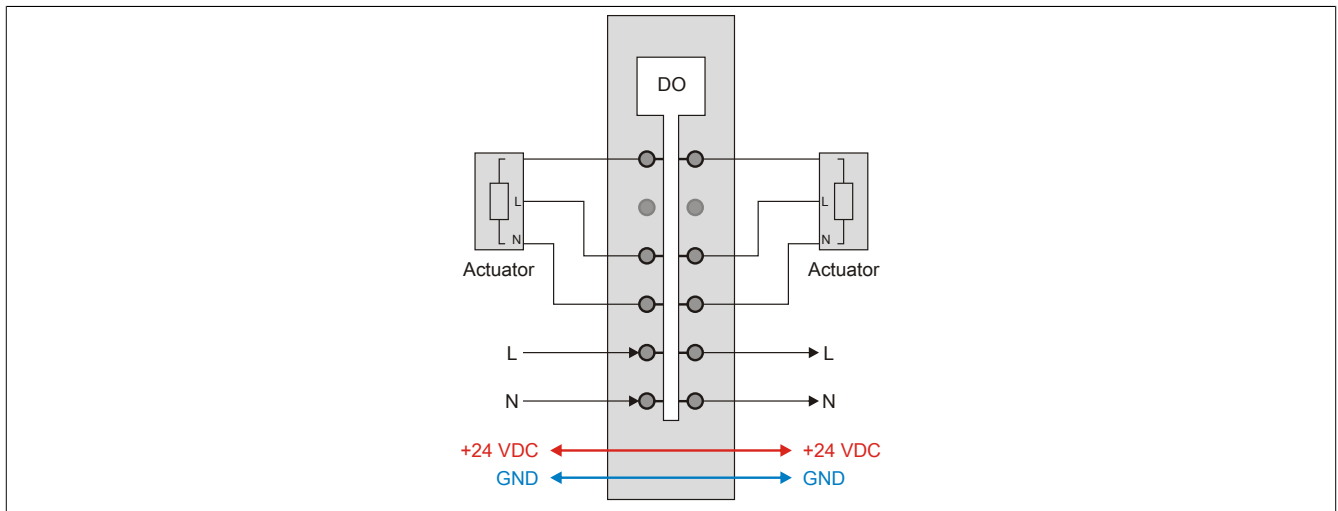 DO
L L
N N
Actuator Actuator
L L
N N
+24 VDC +24 VDC
GND GND